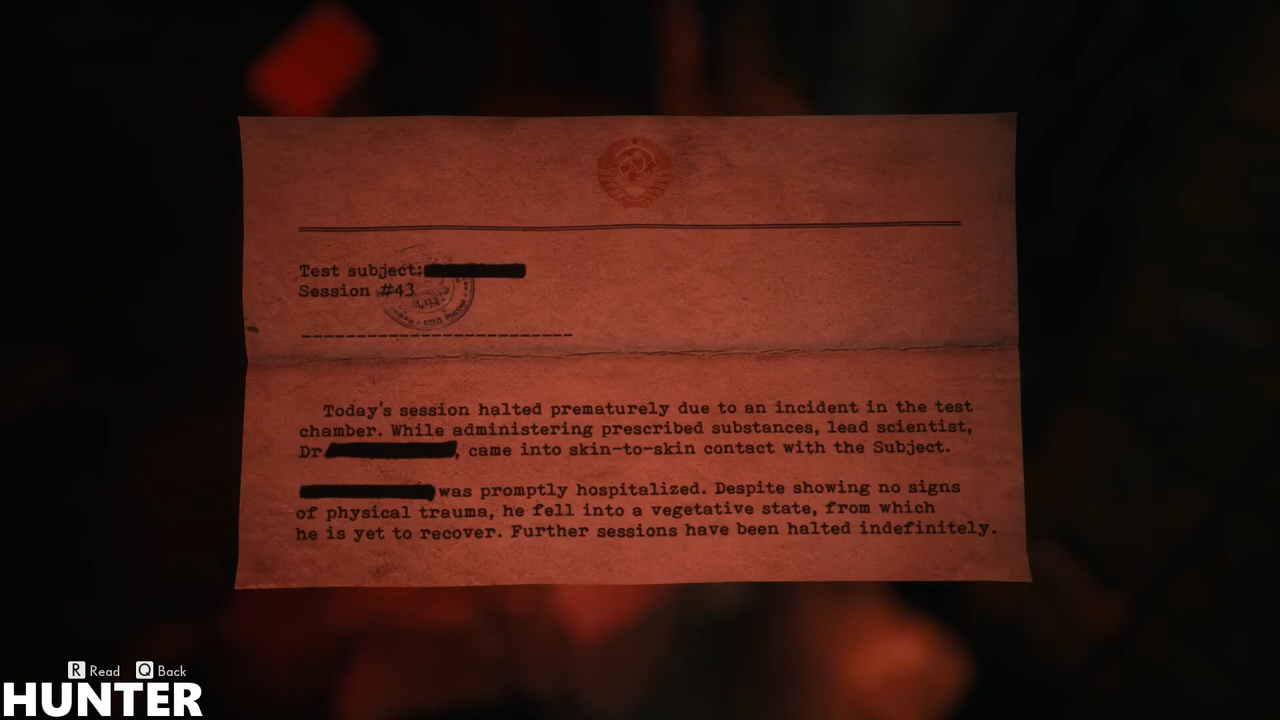 Test subject:
Session #43
Today's session halted prematurely due to an incident in the test
chamber. While administering prescribed substances, lead scientist,
Dr , came into skin-to-skin contact with the Subject.
was promptly hospitalized. Despite showing no signs
of physical trauma, he fell into a vegetative state, from which
he is yet to recover. Further sessions have been halted indefinitely.
R Read Q Back
HUNTER